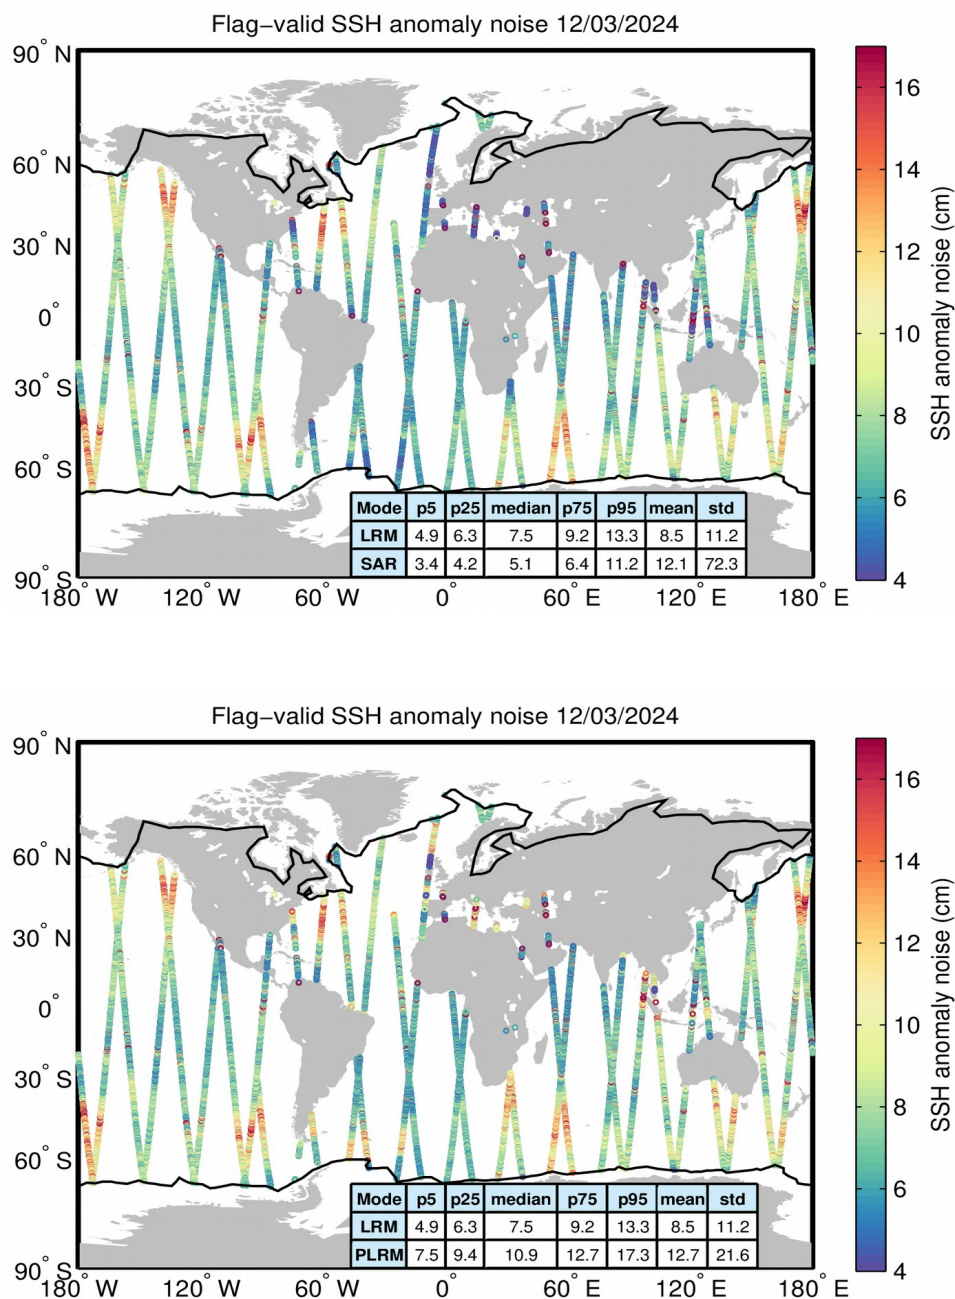 Flag−valid SSH anomaly noise 12/03/2024
90° N
60° N
30° N
0°
30° S
60° S
90° S
180° W 120° W 60° W 0° 60° E 120° E 180° E
16
14
12
10
8
6
4
SSH anomaly noise (cm)
Mode p5 p25 median p75 p95 mean std
LRM 4.9 6.3 7.5 9.2 13.3 8.5 11.2
SAR 3.4 4.2 5.1 6.4 11.2 12.1 72.3
Flag−valid SSH anomaly noise 12/03/2024
90° N
60° N
30° N
0°
30° S
60° S
90° S
180° W 120° W 60° W 0° 60° E 120° E 180° E
16
14
12
10
8
6
4
SSH anomaly noise (cm)
Mode p5 p25 median p75 p95 mean std
LRM 4.9 6.3 7.5 9.2 13.3 8.5 11.2
PLRM 7.5 9.4 10.9 12.7 17.3 12.7 21.6